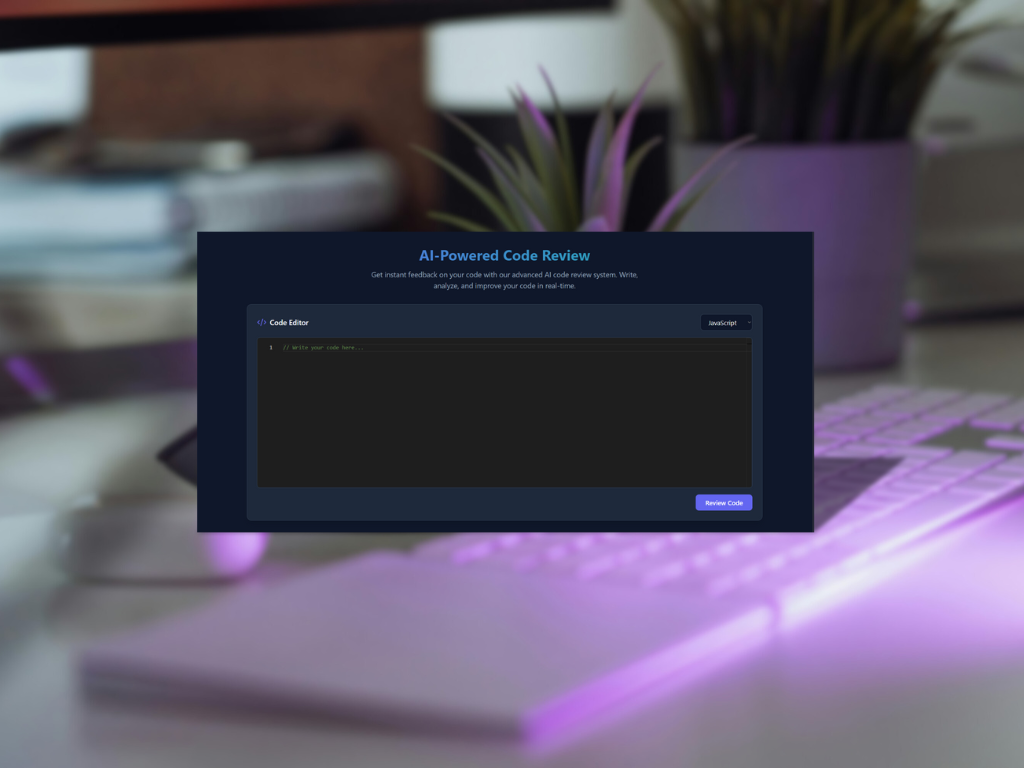 AI-Powered Code Review
Get instant feedback on your code with our advanced AI code review system. Write,
analyze, and improve your code in real-time.
</> Code Editor
JavaScript
1 // Write your code here...
Review Code